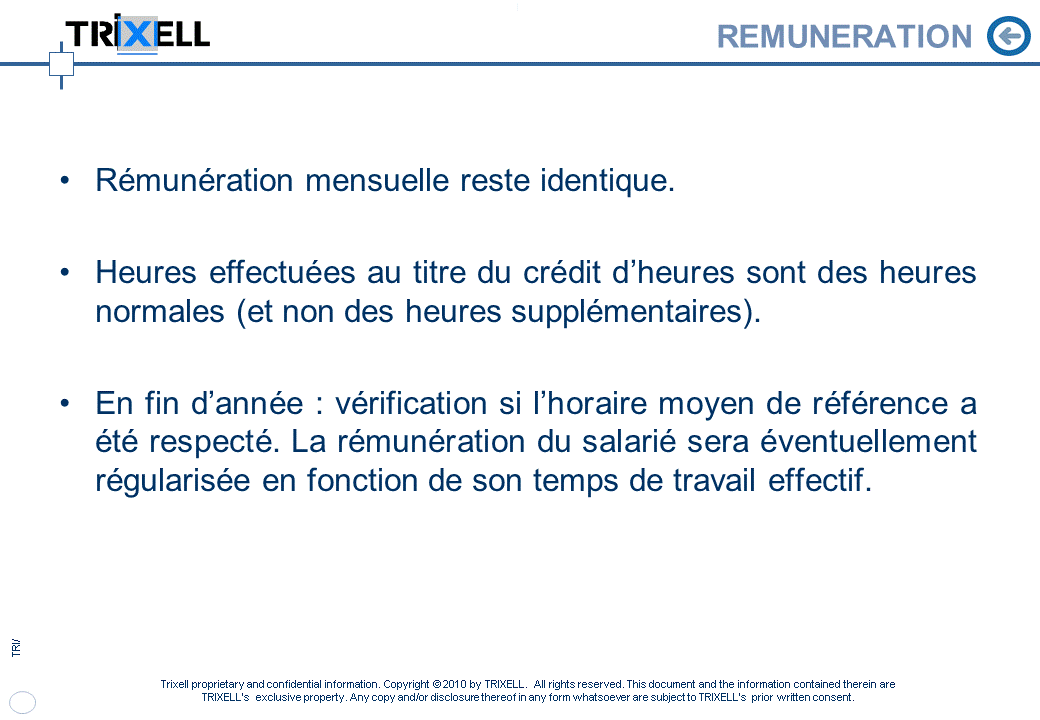 TRiXELL
REMUNERATION
• Rémunération mensuelle reste identique.
• Heures effectuées au titre du crédit d’heures sont des heures
normales (et non des heures supplémentaires).
• En fin d’année : vérification si l’horaire moyen de référence a
été respecté. La rémunération du salarié sera éventuellement
régularisée en fonction de son temps de travail effectif.
TRI/
Trixell proprietary and confidential information. Copyright © 2010 by TRIXELL. All rights reserved. This document and the information contained therein are
TRIXELL's exclusive property. Any copy and/or disclosure thereof in any form whatsoever are subject to TRIXELL's prior written consent.